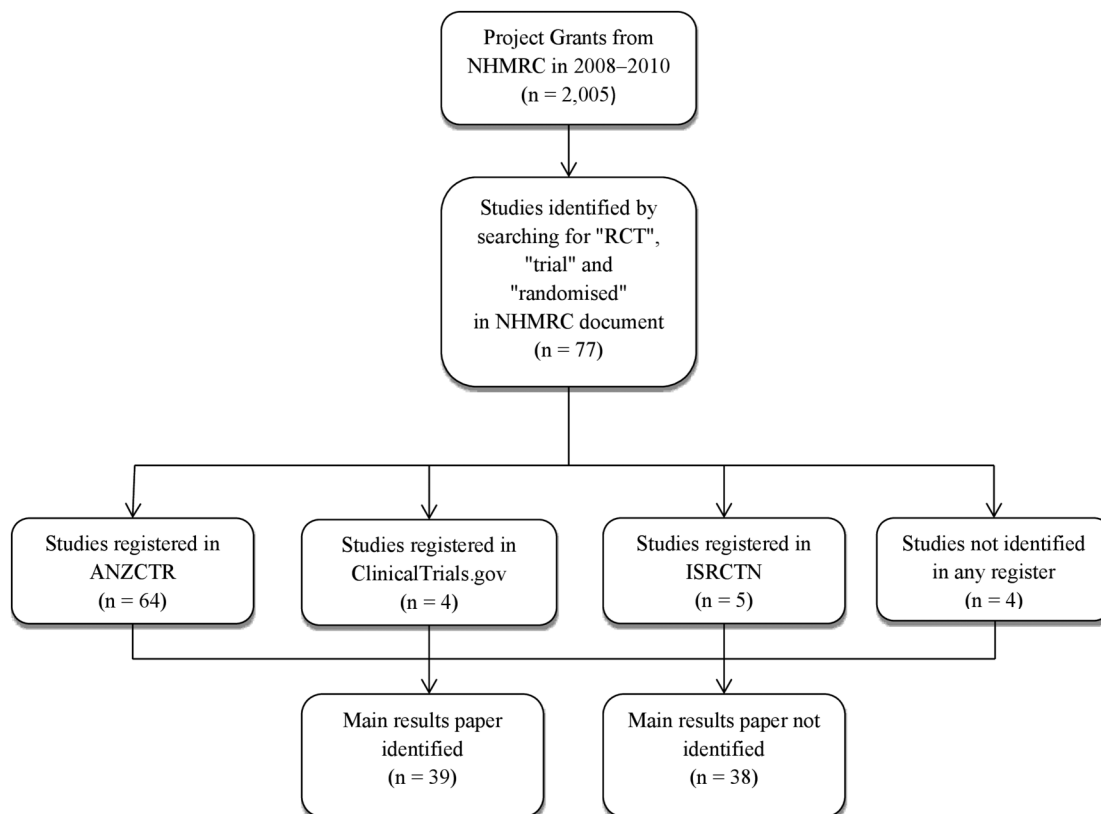 Project Grants from
NHMRC in 2008–2010
(n = 2,005)
Studies identified by
searching for "RCT",
"trial" and
"randomised"
in NHMRC document
(n = 77)
Studies registered in
ANZCTR
(n = 64)
Studies registered in
ClinicalTrials.gov
(n = 4)
Studies registered in
ISRCTN
(n = 5)
Studies not identified
in any register
(n = 4)
Main results paper
identified
(n = 39)
Main results paper not
identified
(n = 38)